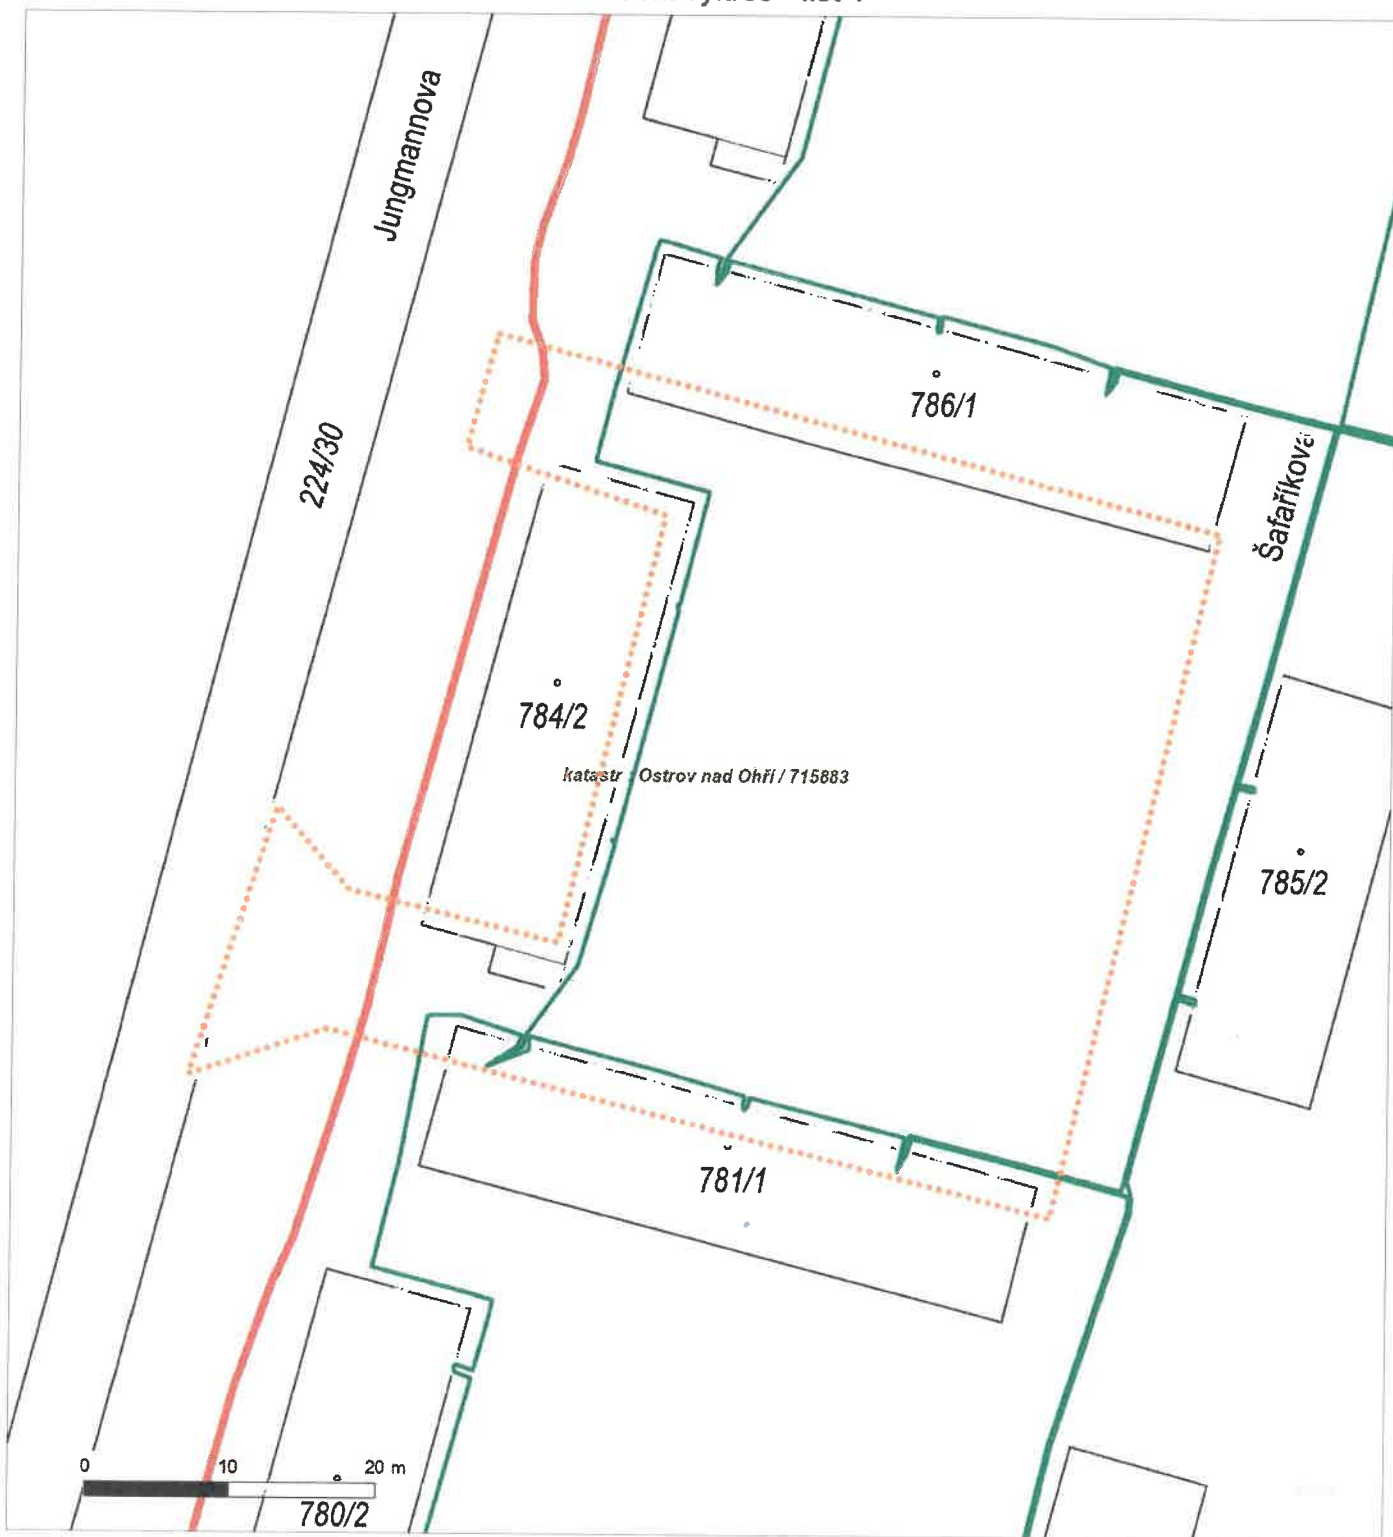 Jungmannova
224/30
786/1
Šafaříkova
784/2
katastr : Ostrov nad Ohří / 715883
785/2
781/1
0 10 20 m
780/2